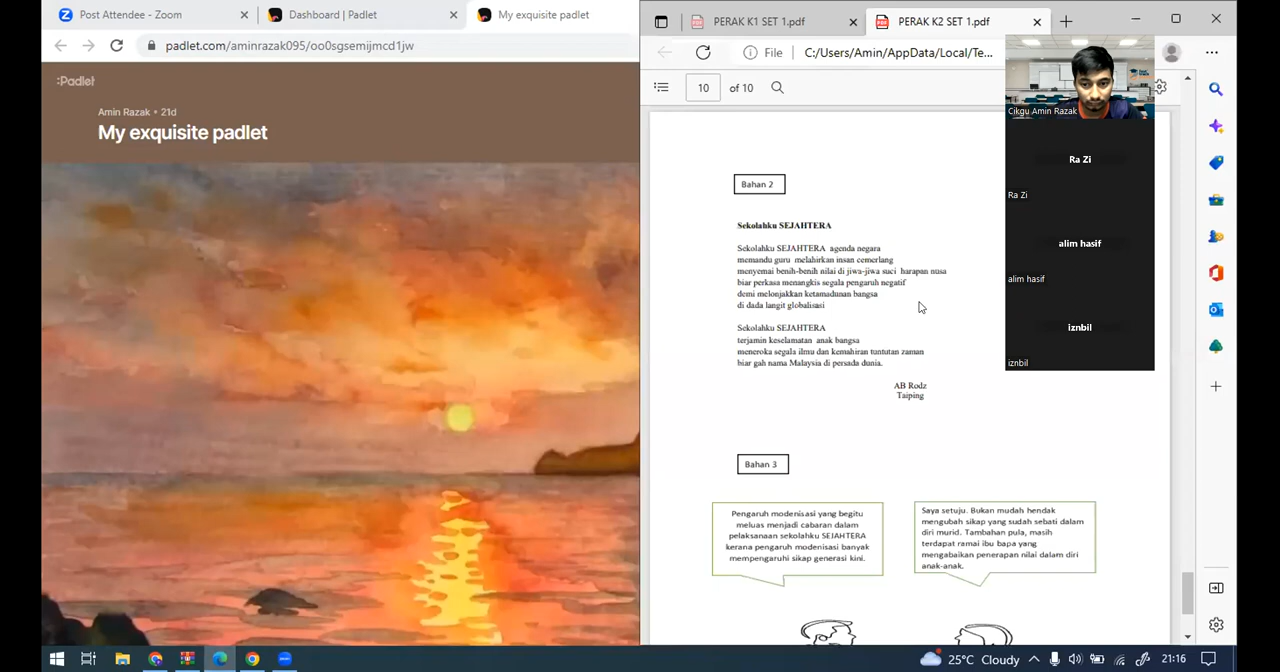 Post Attendee - Zoom
Dashboard | Padlet
My exquisite padlet
padlet.com/aminrazak095/oo0sgsemijmcd1jw
:Padlet
Amin Razak • 21d
My exquisite padlet
PERAK K1 SET 1.pdf
PERAK K2 SET 1.pdf
File
C:/Users/Amin/AppData/Local/Te...
10 of 10
Bahan 2
Sekolahku SEJAHTERA
Sekolahku SEJAHTERA agenda negara
memandu guru melahirkan insan cemerlang
menyemai benih-benih nilai di jiwa-jiwa suci harapan nusa
biar perkasa menangkis segala pengaruh negatif
demi melonjakkan ketamadunan bangsa
di dada langit globalisasi
Sekolahku SEJAHTERA
terjamin keselamatan anak bangsa
meneroka segala ilmu dan kemahiran tuntutan zaman
biar gah nama Malaysia di persada dunia.
AB Rodz
Taiping
Bahan 3
Pengaruh modenisasi yang begitu
meluas menjadi cabaran dalam
pelaksanaan sekolahku SEJAHTERA
kerana pengaruh modenisasi banyak
mempengaruhi sikap generasi kini.
Saya setuju. Bukan mudah hendak
mengubah sikap yang sudah sebati dalam
diri murid. Tambahan pula, masih
terdapat ramai ibu bapa yang
mengabaikan penerapan nilai dalam diri
anak-anak.
Cikgu Amin Razak
Ra Zi
Ra Zi
alim hasif
alim hasif
iznbil
iznbil
25°C Cloudy
21:16